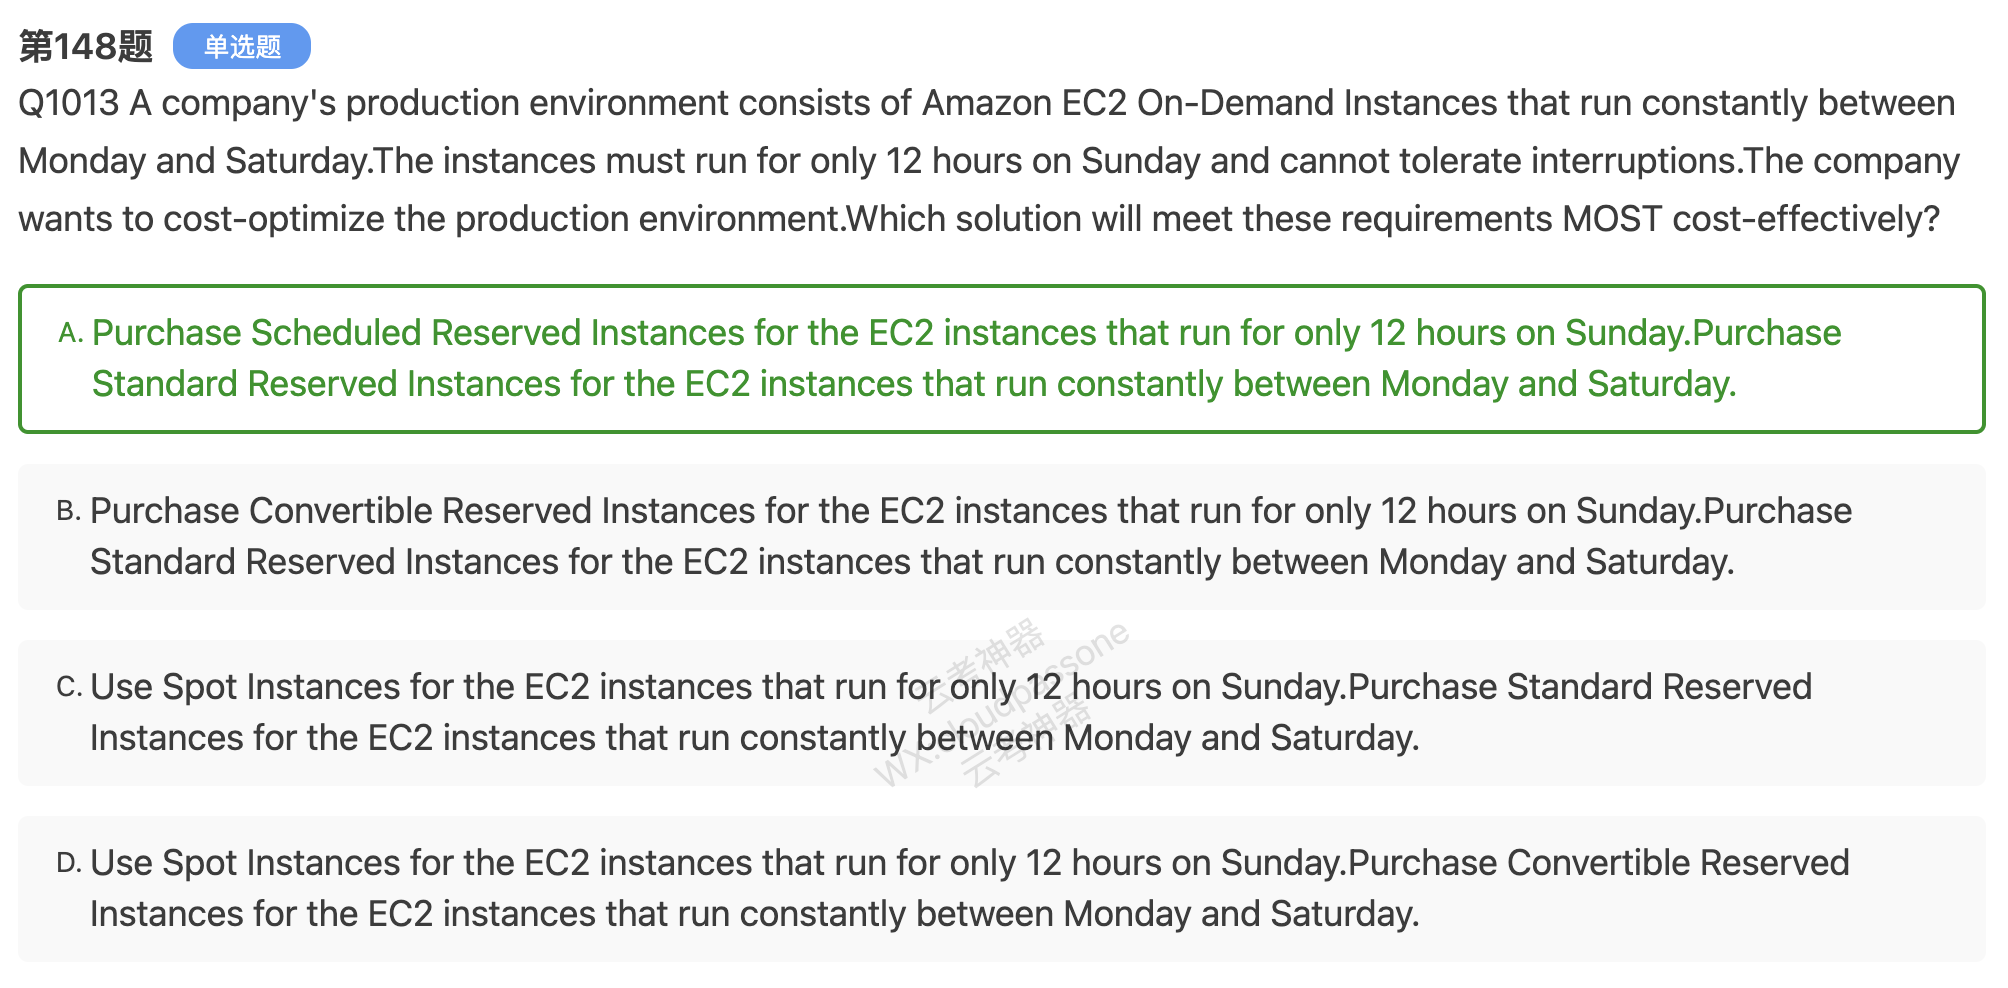 第148题 单选题
Q1013 A company's production environment consists of Amazon EC2 On-Demand Instances that run constantly between
Monday and Saturday.The instances must run for only 12 hours on Sunday and cannot tolerate interruptions.The company
wants to cost-optimize the production environment.Which solution will meet these requirements MOST cost-effectively?
A. Purchase Scheduled Reserved Instances for the EC2 instances that run for only 12 hours on Sunday.Purchase
Standard Reserved Instances for the EC2 instances that run constantly between Monday and Saturday.
B. Purchase Convertible Reserved Instances for the EC2 instances that run for only 12 hours on Sunday.Purchase
Standard Reserved Instances for the EC2 instances that run constantly between Monday and Saturday.
C. Use Spot Instances for the EC2 instances that run for only 12 hours on Sunday.Purchase Standard Reserved
Instances for the EC2 instances that run constantly between Monday and Saturday.
D. Use Spot Instances for the EC2 instances that run for only 12 hours on Sunday.Purchase Convertible Reserved
Instances for the EC2 instances that run constantly between Monday and Saturday.
云考神器
WX:cloudpassone
云考神器